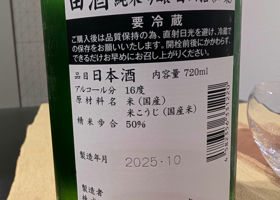 田酒 純米吟醸
要冷蔵
ご購入後は品質保持の為、直射日光を避け、冷蔵で
の保存をお願いいたします。開栓前後にかかわらず、
できるだけお早めにお召し上がりください。
品目 日本酒 内容量 720ml
アルコール分 16度
原材料名 米(国産)
米こうじ(国産米)
精米歩合 50%
製造年月 2025・10
製造者